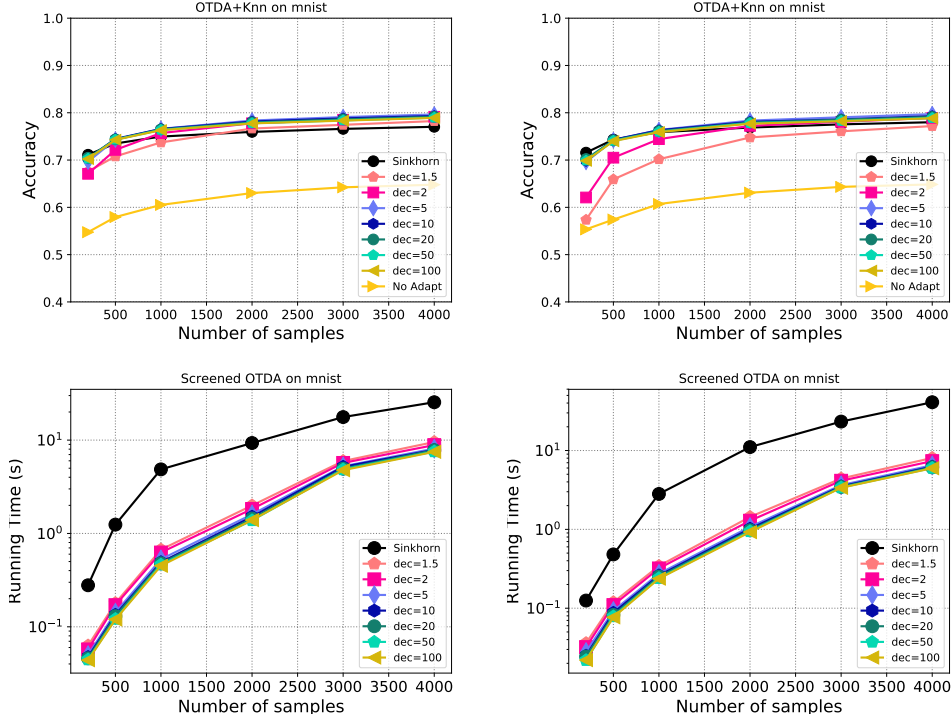 OTDA+Knn on mnist
1.0
0.9
0.8
0.7
0.6
0.5
0.4
Accuracy
500 1000 1500 2000 2500 3000 3500 4000
Number of samples
Sinkhorn
dec=1.5
dec=2
dec=5
dec=10
dec=20
dec=50
dec=100
No Adapt
OTDA+Knn on mnist
1.0
0.9
0.8
0.7
0.6
0.5
0.4
Accuracy
500 1000 1500 2000 2500 3000 3500 4000
Number of samples
Sinkhorn
dec=1.5
dec=2
dec=5
dec=10
dec=20
dec=50
dec=100
No Adapt
Screened OTDA on mnist
10¹
10⁰
10⁻¹
Running Time (s)
500 1000 1500 2000 2500 3000 3500 4000
Number of samples
Sinkhorn
dec=1.5
dec=2
dec=5
dec=10
dec=20
dec=50
dec=100
Screened OTDA on mnist
10¹
10⁰
10⁻¹
Running Time (s)
500 1000 1500 2000 2500 3000 3500 4000
Number of samples
Sinkhorn
dec=1.5
dec=2
dec=5
dec=10
dec=20
dec=50
dec=100